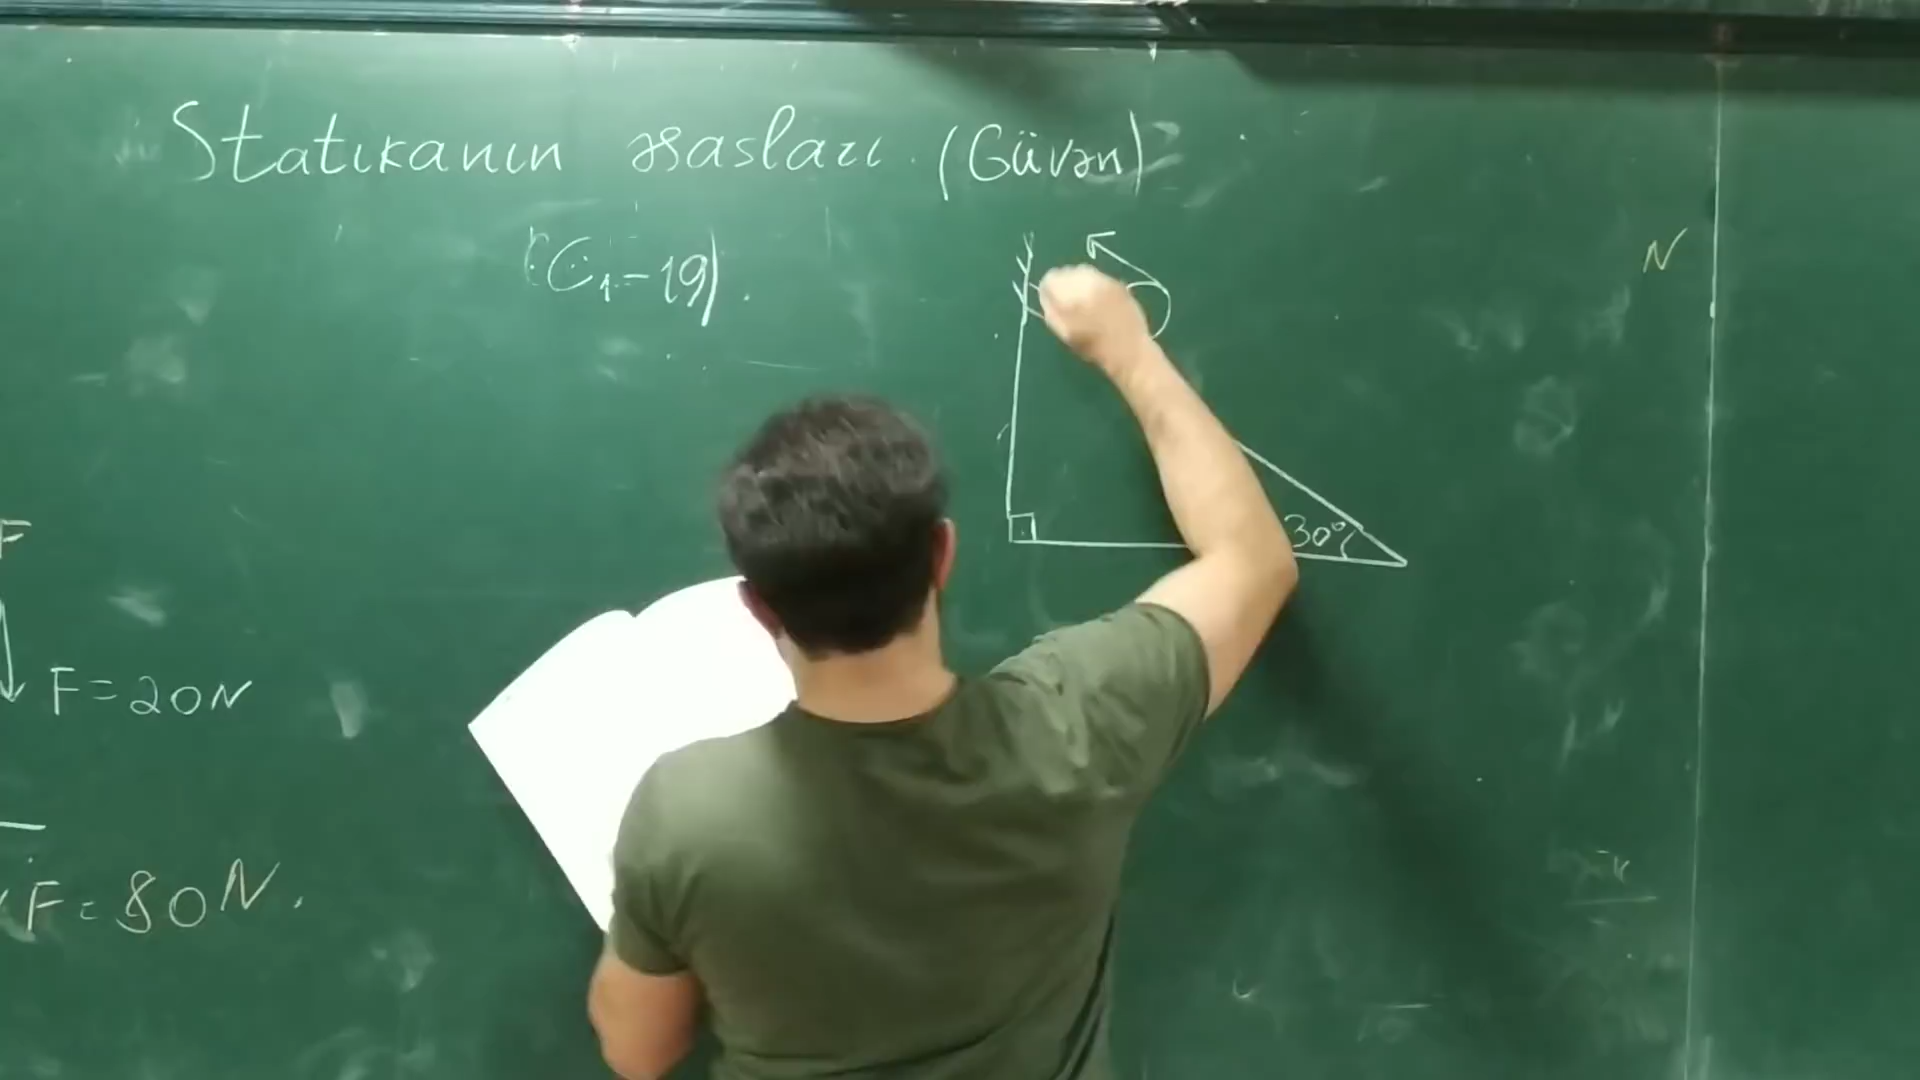 Statikanın əsasları. (Güvən)
(C₁-19).
N
30°
F
F=20N
F=80N.